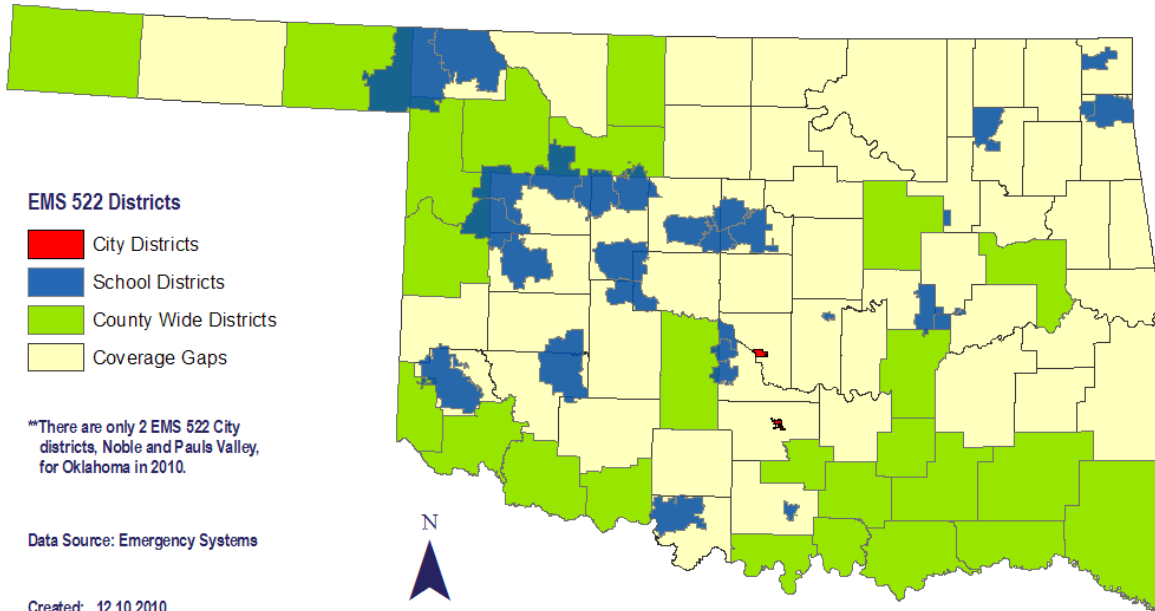 EMS 522 Districts
City Districts
School Districts
County Wide Districts
Coverage Gaps
**There are only 2 EMS 522 City
districts, Noble and Pauls Valley,
for Oklahoma in 2010.
Data Source: Emergency Systems
N
Created: 12.10.2010